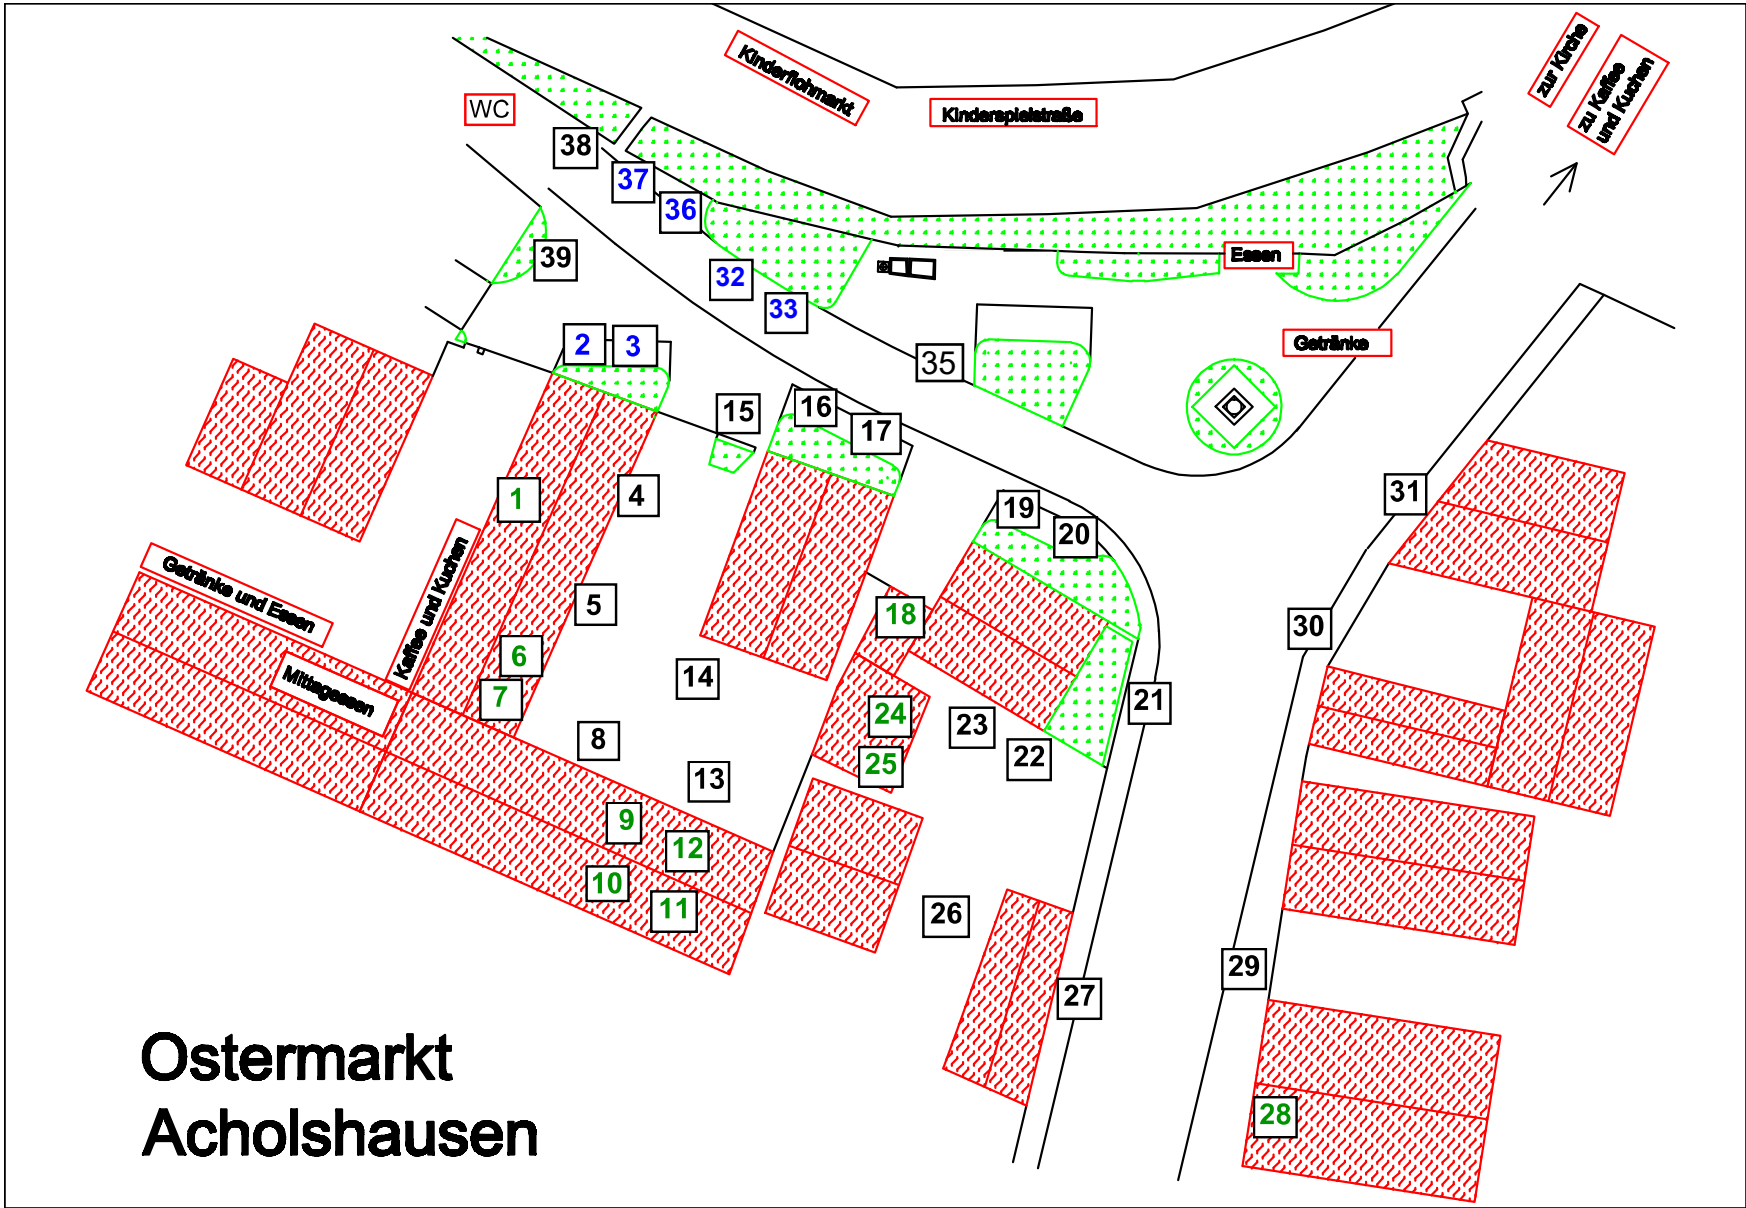 zur Kirche
zu Kaffee
und Kuchen
Kinderflohmarkt
Kinderspielstraße
WC
38
37
36
39
32
33
Essen
Getränke
2
3
35
15
16
17
1
4
19
20
31
Getränke und Essen
Kaffee und Kuchen
Mittagessen
5
18
30
6
7
14
24
23
21
22
8
25
13
9
12
10
11
26
29
27
28
Ostermarkt
Acholshausen